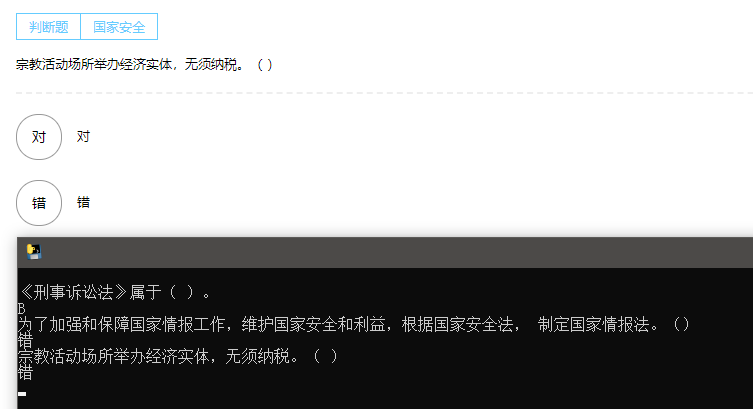 判断题 国家安全
宗教活动场所举办经济实体，无须纳税。（ ）
对 对
错 错
《刑事诉讼法》属于（ ）。
B
为了加强和保障国家情报工作，维护国家安全和利益，根据国家安全法， 制定国家情报法。（）
错
宗教活动场所举办经济实体，无须纳税。（ ）
错